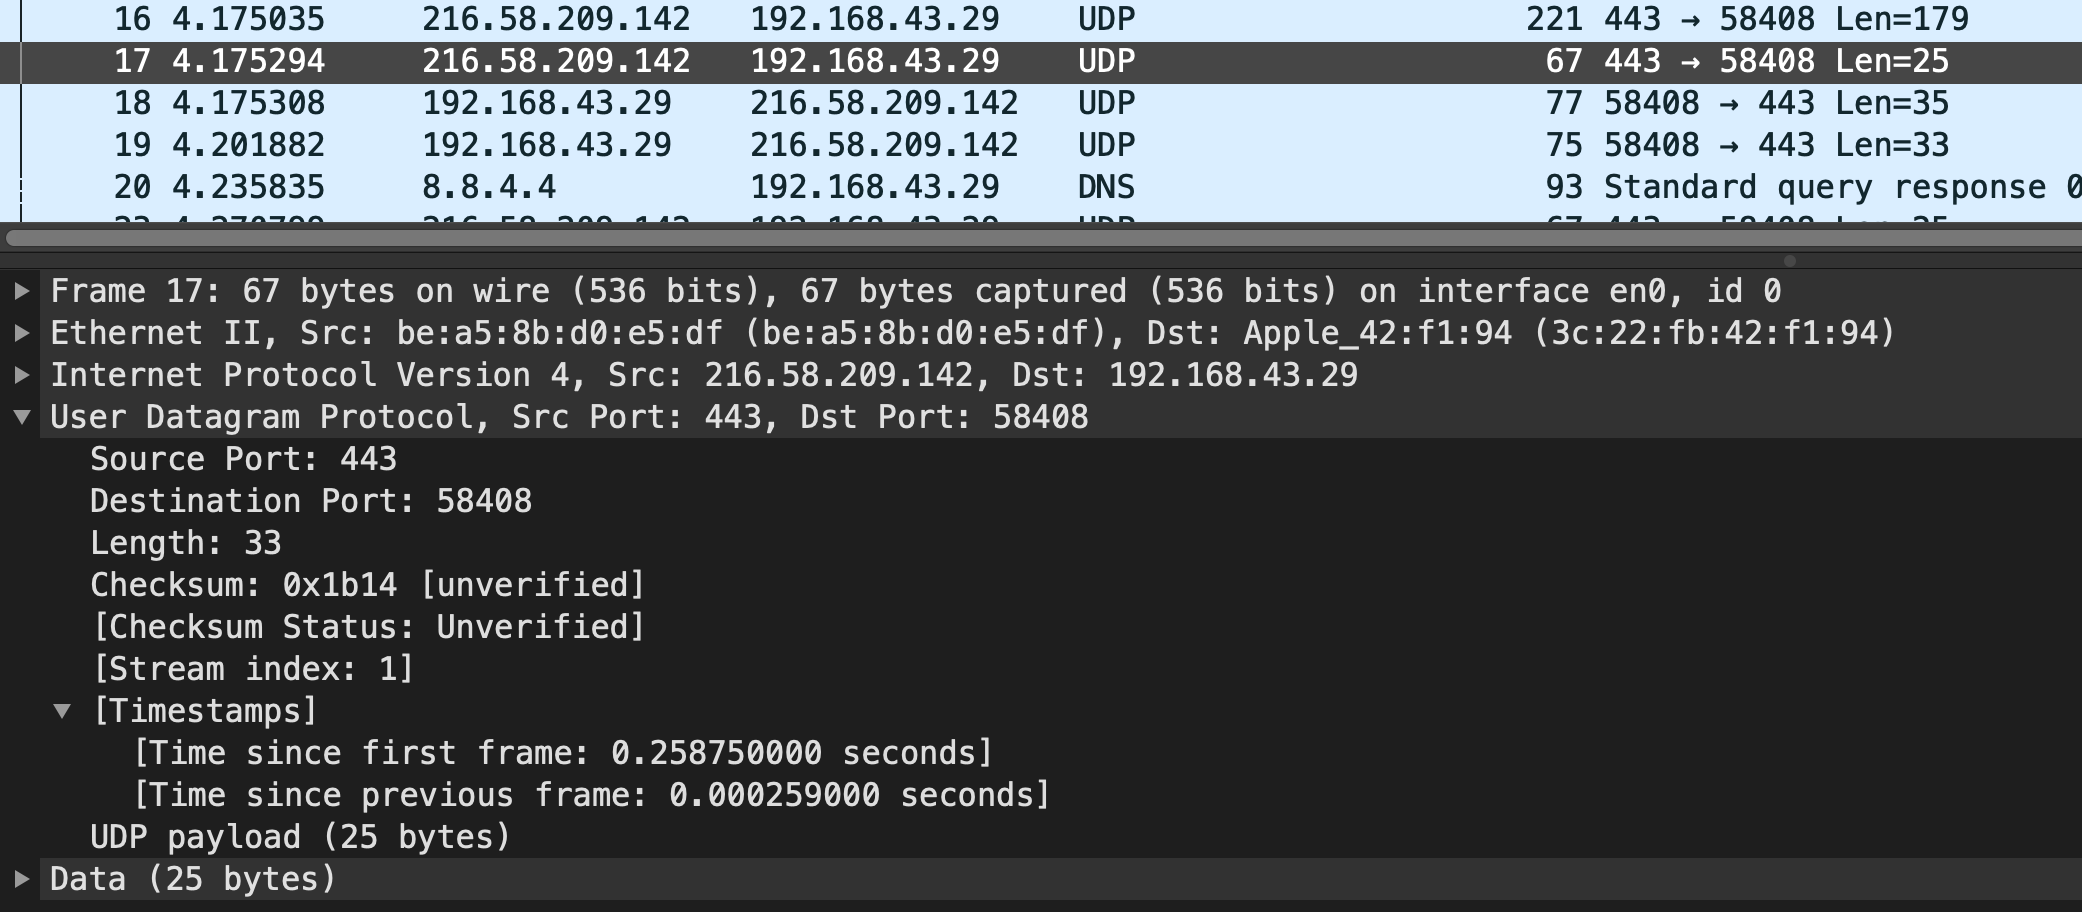 16 4.175035 216.58.209.142 192.168.43.29 UDP 221 443 → 58408 Len=179
17 4.175294 216.58.209.142 192.168.43.29 UDP 67 443 → 58408 Len=25
18 4.175308 192.168.43.29 216.58.209.142 UDP 77 58408 → 443 Len=35
19 4.201882 192.168.43.29 216.58.209.142 UDP 75 58408 → 443 Len=33
20 4.235835 8.8.4.4 192.168.43.29 DNS 93 Standard query response 0
Frame 17: 67 bytes on wire (536 bits), 67 bytes captured (536 bits) on interface en0, id 0
Ethernet II, Src: be:a5:8b:d0:e5:df (be:a5:8b:d0:e5:df), Dst: Apple_42:f1:94 (3c:22:fb:42:f1:94)
Internet Protocol Version 4, Src: 216.58.209.142, Dst: 192.168.43.29
User Datagram Protocol, Src Port: 443, Dst Port: 58408
Source Port: 443
Destination Port: 58408
Length: 33
Checksum: 0x1b14 [unverified]
[Checksum Status: Unverified]
[Stream index: 1]
[Timestamps]
[Time since first frame: 0.258750000 seconds]
[Time since previous frame: 0.000259000 seconds]
UDP payload (25 bytes)
Data (25 bytes)